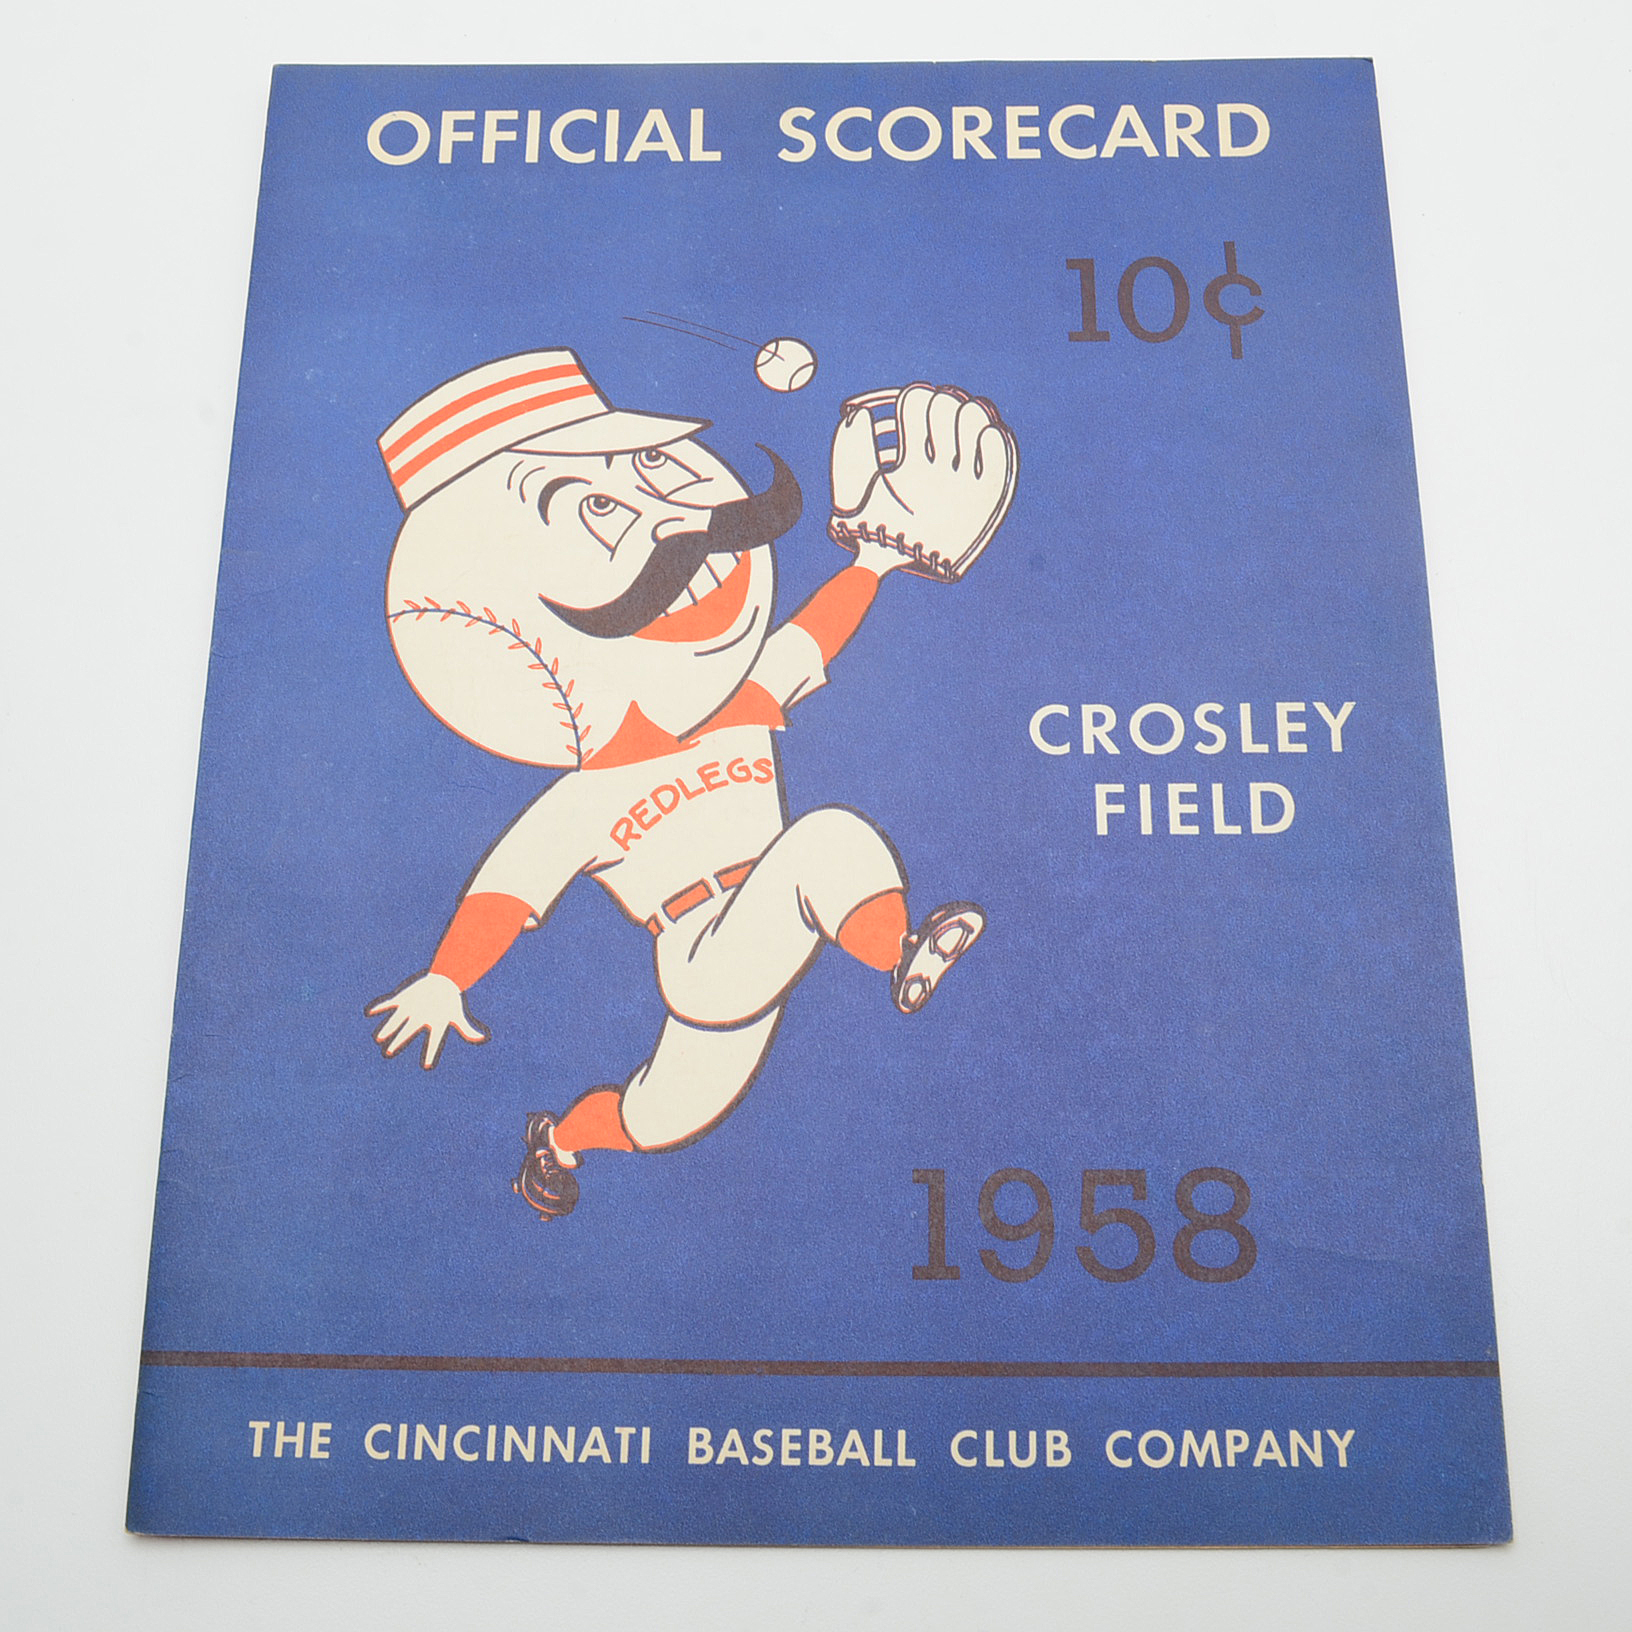 OFFICIAL SCORECARD
10¢
REDLEGS
CROSLEY
FIELD
1958
THE CINCINNATI BASEBALL CLUB COMPANY